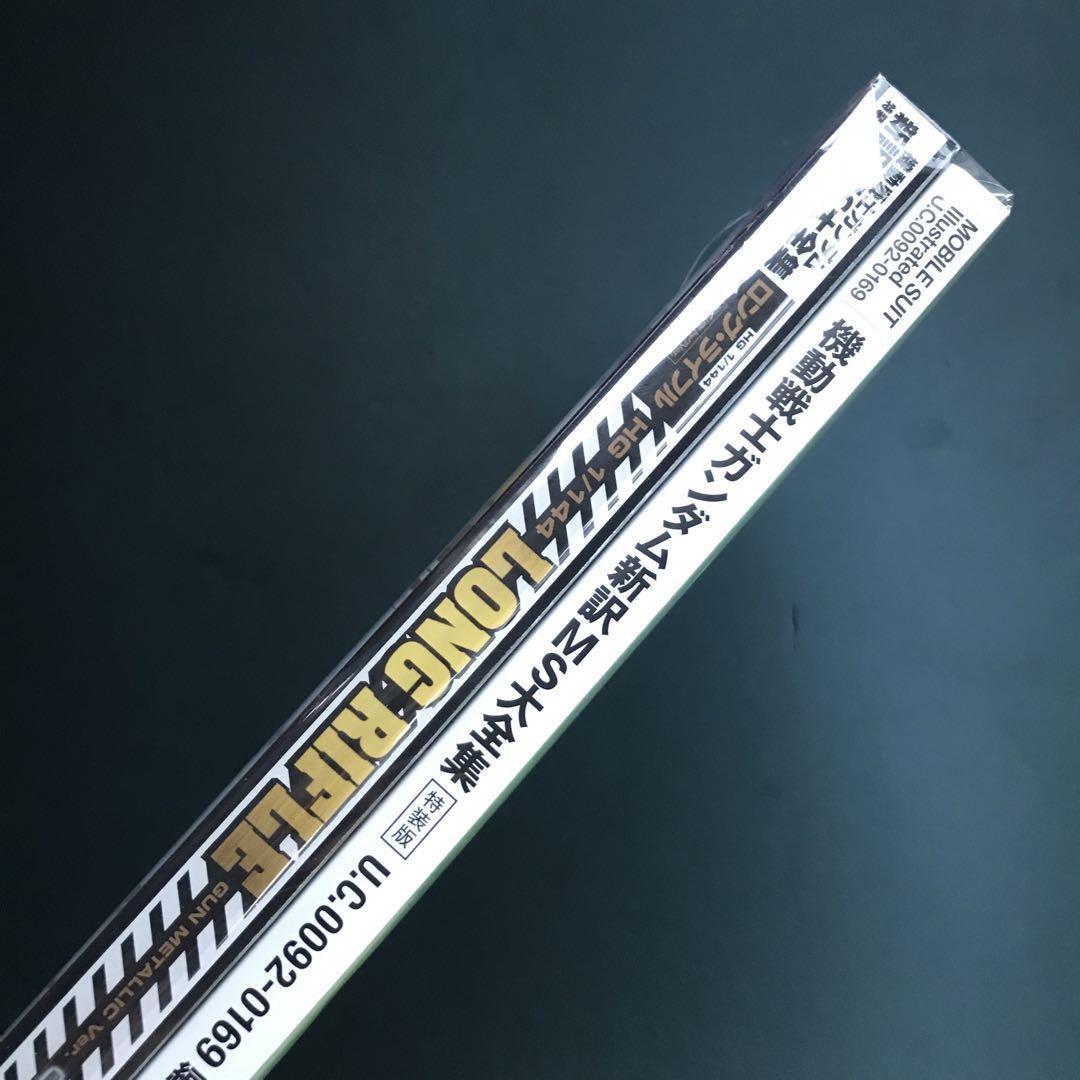 MOBILE SUIT
Illustrated
U.C.0092-0169
機動戦士ガンダム新訳MS大全集
特装版
U.C.0092-0169
全集
ロング・ライフル
HG 1/144
HG 1/144
LONG RIFLE
GUN METALLIC Ver.